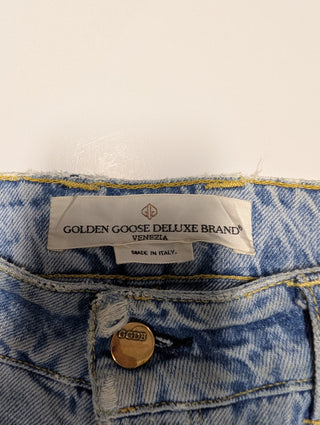 GOLDEN GOOSE DELUXE BRAND®
VENEZIA
MADE IN ITALY.
GGDB